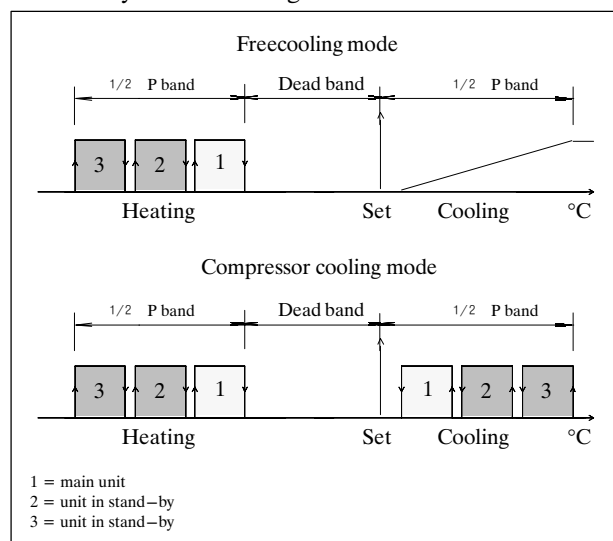 Freecooling mode
1/2 P band Dead band 1/2 P band
3 2 1
Heating Set Cooling °C
Compressor cooling mode
1/2 P band Dead band 1/2 P band
3 2 1 1 2 3
Heating Set Cooling °C
1 = main unit
2 = unit in stand−by
3 = unit in stand−by